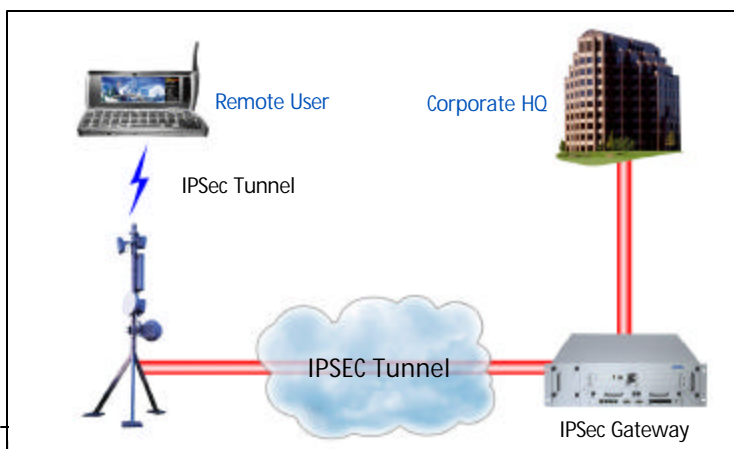 Remote User
Corporate HQ
IPSec Tunnel
IPSEC Tunnel
IPSec Gateway